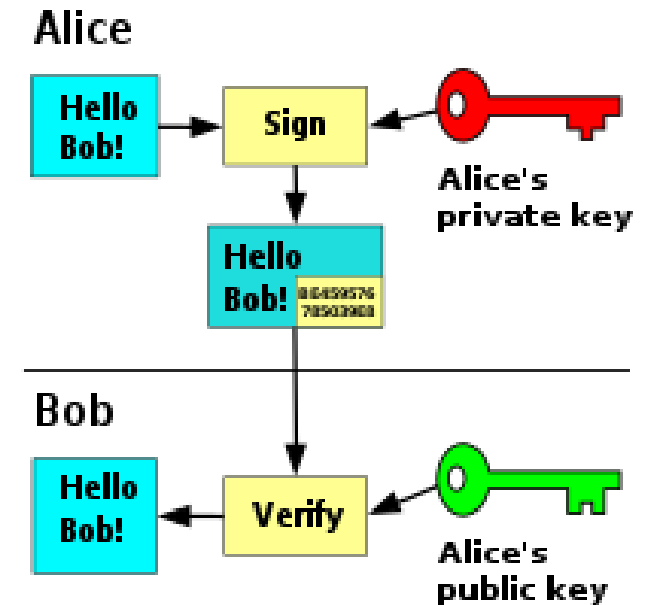 Alice
Hello
Bob!
Sign
Alice's
private key
Hello
Bob!
Bob
Hello
Bob!
Verify
Alice's
public key